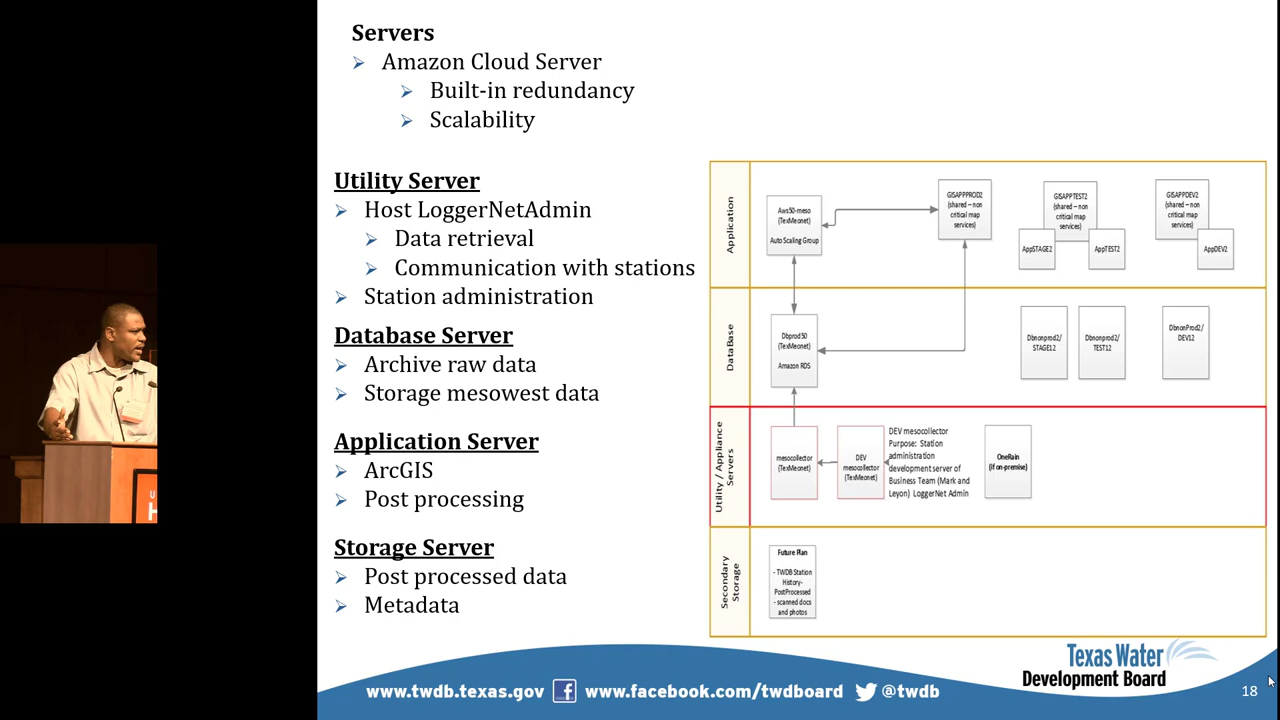 Servers
Amazon Cloud Server
Built-in redundancy
Scalability
Utility Server
Host LoggerNetAdmin
Data retrieval
Communication with stations
Station administration
Database Server
Archive raw data
Storage mesowest data
Application Server
ArcGIS
Post processing
Storage Server
Post processed data
Metadata
Application
Aws50-meso
(TexMeonet)
Auto Scaling Group
GISAPPPROD2
(shared – non
critical map
services)
GISAPPTEST2
(shared – non
critical map
services)
AppSTAGE2
AppTEST2
GISAPPDEV2
(shared – non
critical map
services)
AppDEV2
DataBase
Dbprod50
(TexMeonet)
Amazon RDS
Dbnonprod2/
STAGE12
Dbnonprod2/
TEST12
DbnonProd2/
DEV12
Utility / Appliance
Servers
mesocollector
(TexMeonet)
DEV
mesocollector
(TexMeonet)
DEV mesocollector
Purpose: Station
administration
development server of
Business Team (Mark and
Leyon) LoggerNet Admin
OneRain
(if on-premise)
Secondary
Storage
Future Plan
- TWDB Station
History-
PostProcessed
- scanned docs
and photos
www.twdb.texas.gov
www.facebook.com/twdboard
@twdb
Texas Water
Development Board
18